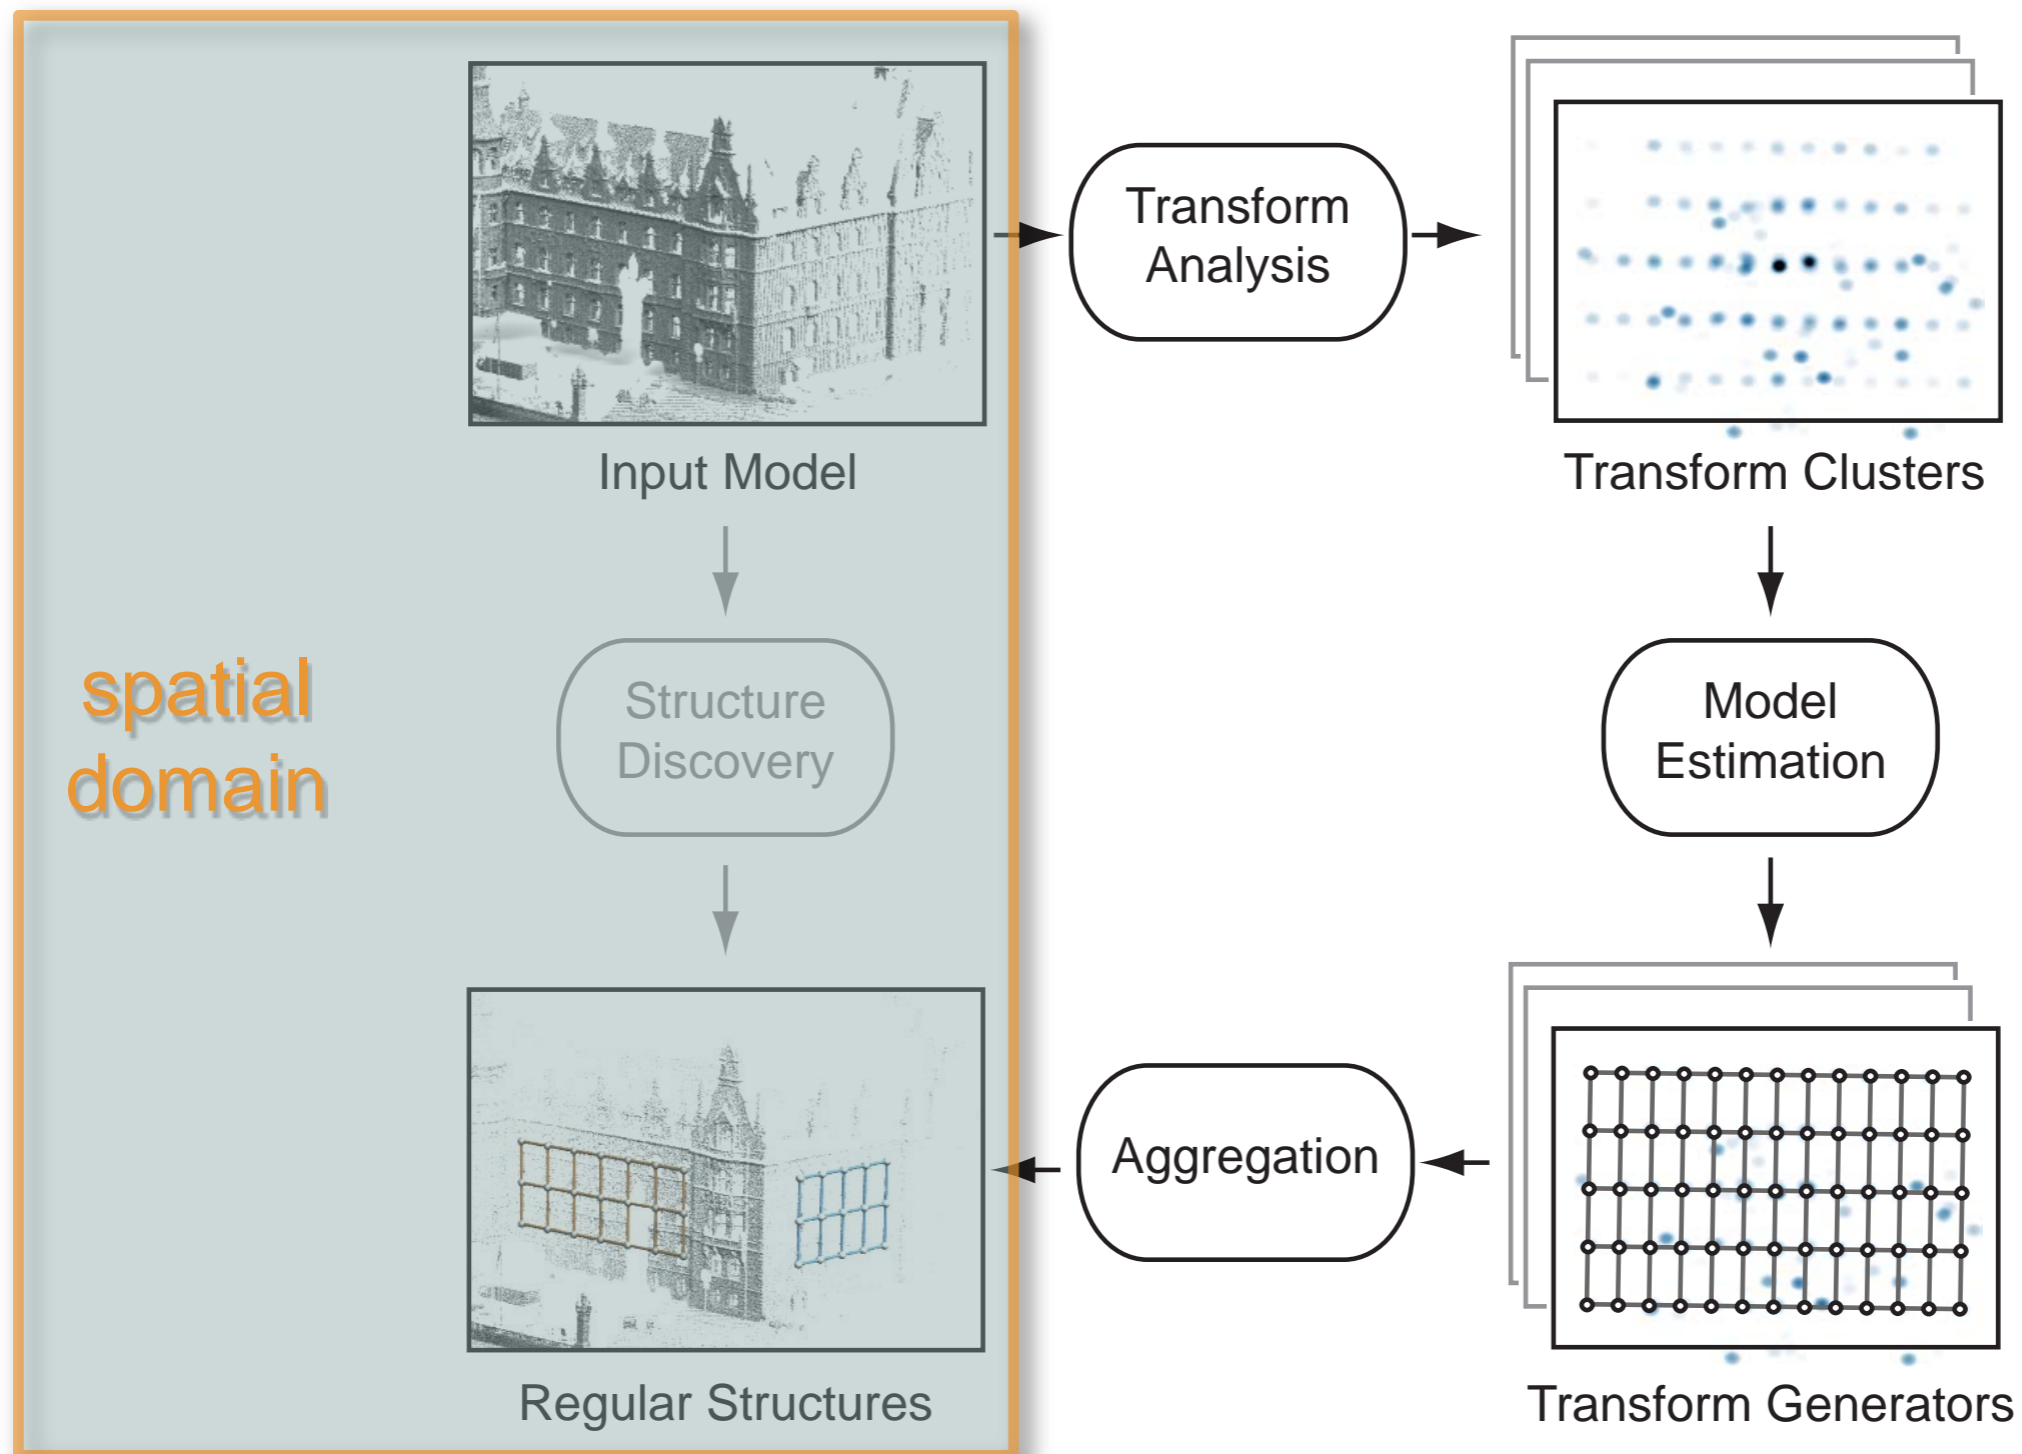 Input Model
Transform
Analysis
Transform Clusters
spatial
domain
Structure
Discovery
Model
Estimation
Regular Structures
Aggregation
Transform Generators